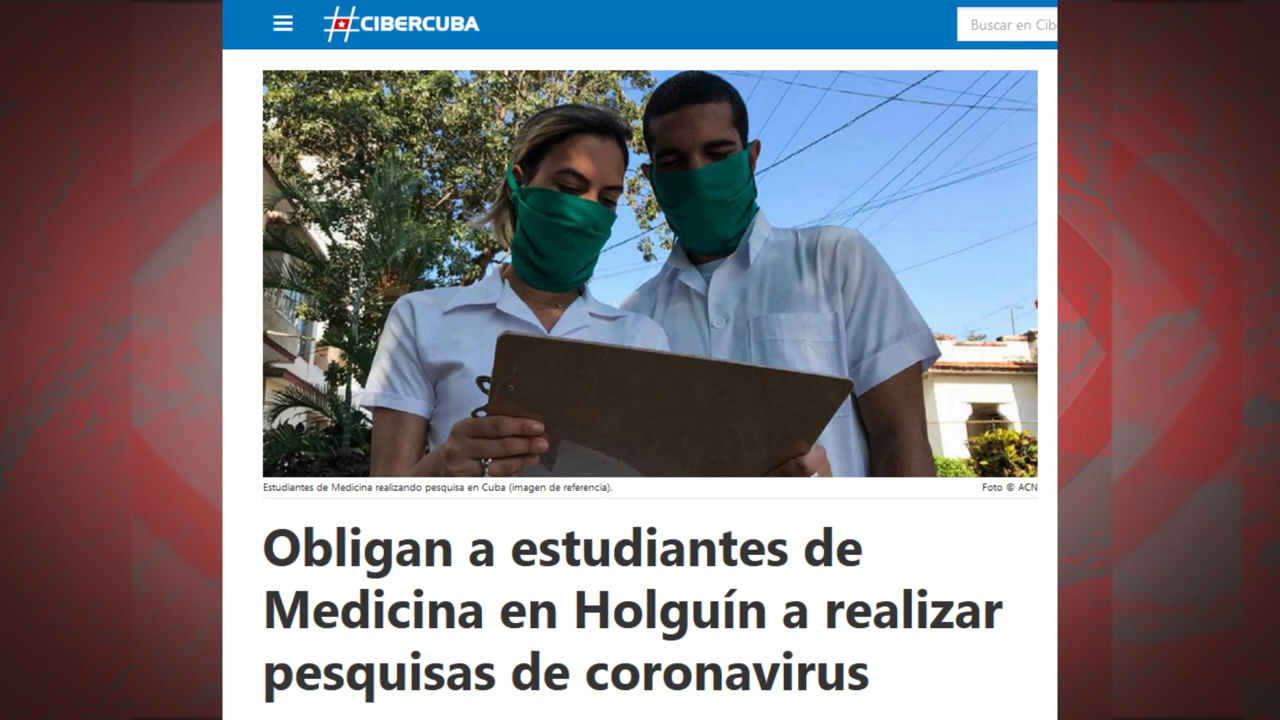 #CIBERCUBA
Buscar en Cib
Estudiantes de Medicina realizando pesquisa en Cuba (imagen de referencia).
Foto © ACN
Obligan a estudiantes de
Medicina en Holguín a realizar
pesquisas de coronavirus